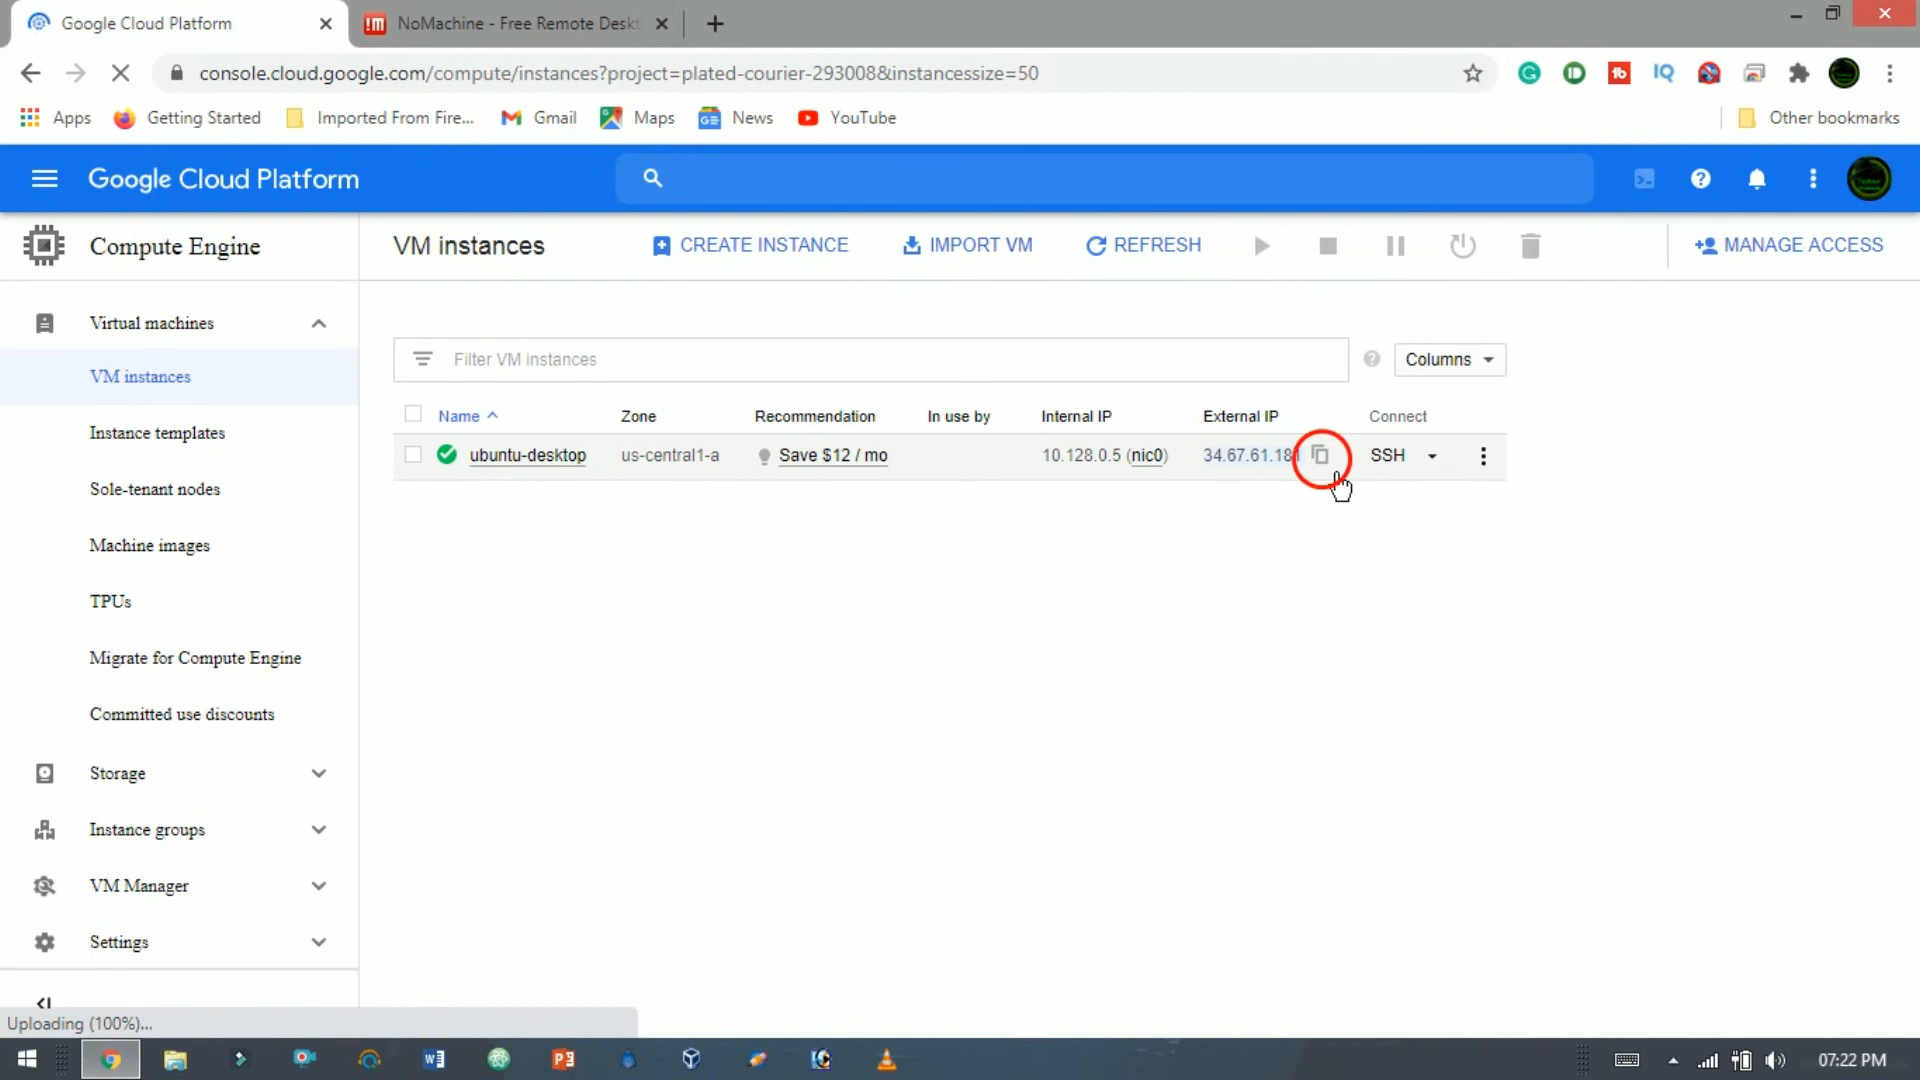 Google Cloud Platform
NoMachine - Free Remote Deskt
console.cloud.google.com/compute/instances?project=plated-courier-293008&instancessize=50
Apps
Getting Started
Imported From Fire...
Gmail
Maps
News
YouTube
Other bookmarks
Google Cloud Platform
Compute Engine
VM instances
CREATE INSTANCE
IMPORT VM
REFRESH
MANAGE ACCESS
Virtual machines
VM instances
Instance templates
Sole-tenant nodes
Machine images
TPUs
Migrate for Compute Engine
Committed use discounts
Storage
Instance groups
VM Manager
Settings
Filter VM instances
Columns
Name Zone Recommendation In use by Internal IP External IP Connect
ubuntu-desktop us-central1-a Save $12 / mo 10.128.0.5 (nic0) SSH
Uploading (100%)...
07:22 PM